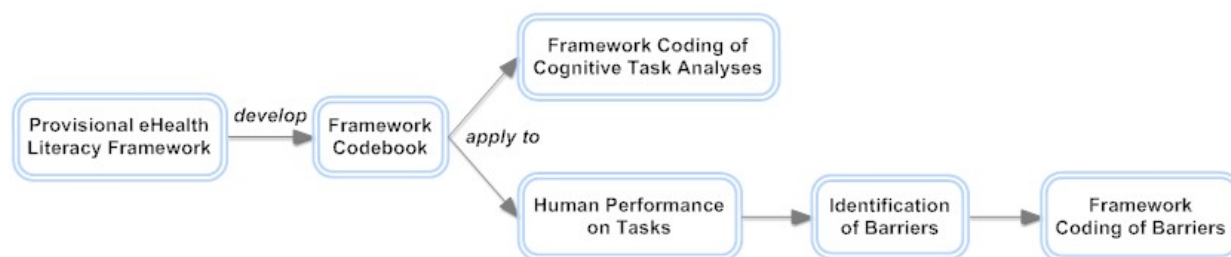 Framework Coding of
Cognitive Task Analyses
Provisional eHealth
Literacy Framework
develop
Framework
Codebook
apply to
Human Performance
on Tasks
Identification
of Barriers
Framework
Coding of Barriers